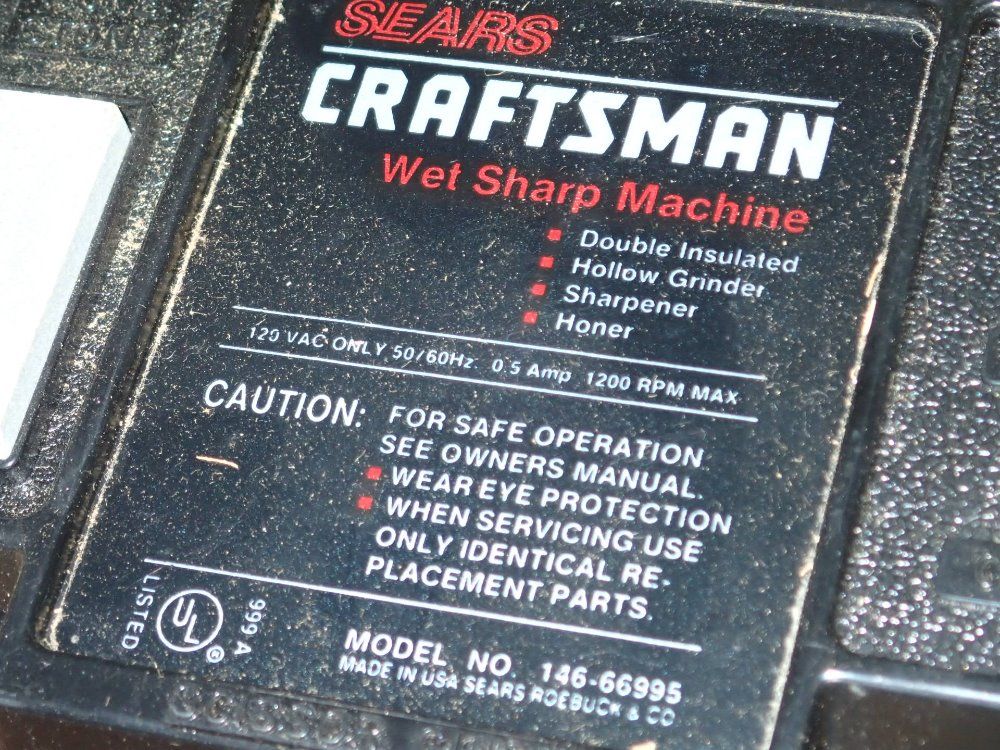 SEARS
CRAFTSMAN
Wet Sharp Machine
Double Insulated
Hollow Grinder
Sharpener
Honer
120 VAC ONLY 50/60Hz. 0.5 Amp 1200 RPM MAX
CAUTION: FOR SAFE OPERATION
SEE OWNERS MANUAL.
WEAR EYE PROTECTION
WHEN SERVICING USE
ONLY IDENTICAL RE-
PLACEMENT PARTS.
LISTED
UL®
999 A
MODEL NO. 146-66995
MADE IN USA SEARS ROEBUCK & CO